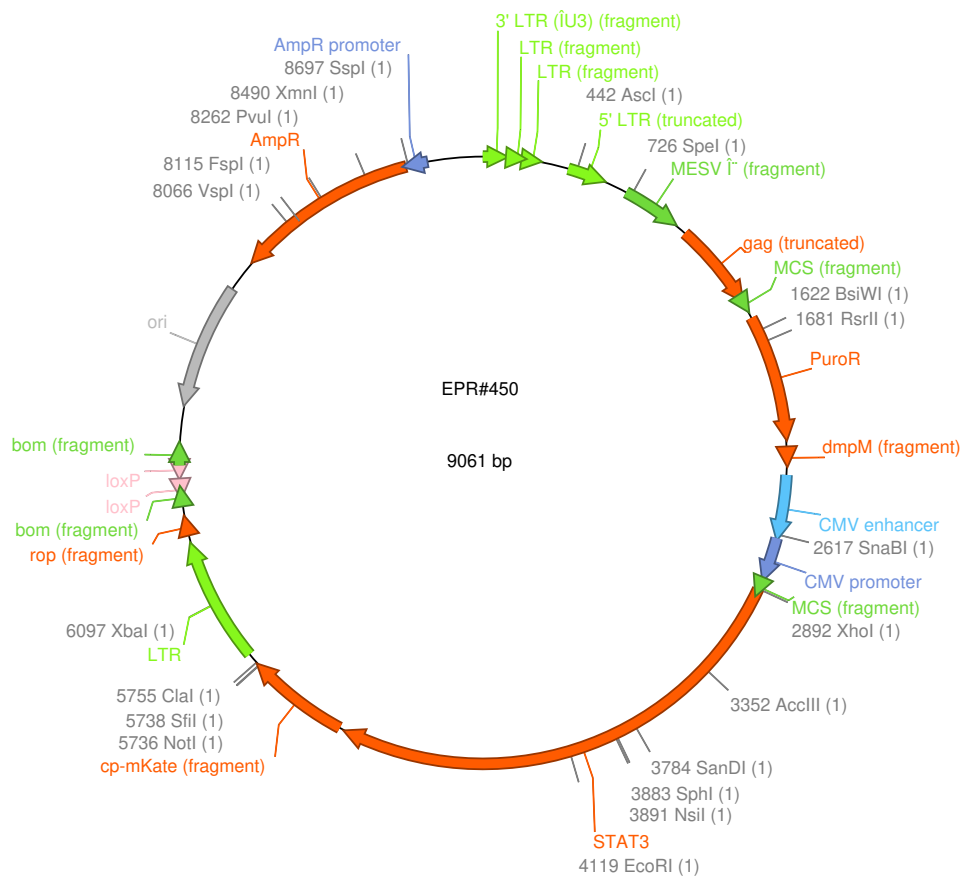 3' LTR (ÎU3) (fragment)
AmpR promoter
LTR (fragment)
8697 SspI (1)
LTR (fragment)
8490 XmnI (1)
442 AscI (1)
8262 PvuI (1)
5' LTR (truncated)
AmpR
726 SpeI (1)
8115 FspI (1)
MESV Î¨ (fragment)
8066 VspI (1)
gag (truncated)
MCS (fragment)
1622 BsiWI (1)
1681 RsrII (1)
ori
PuroR
EPR#450
bom (fragment)
dmpM (fragment)
9061 bp
loxP
loxP
bom (fragment)
CMV enhancer
rop (fragment)
2617 SnaBI (1)
CMV promoter
MCS (fragment)
6097 XbaI (1)
2892 XhoI (1)
LTR
5755 ClaI (1)
3352 AccIII (1)
5738 SfiI (1)
5736 NotI (1)
cp-mKate (fragment)
3784 SanDI (1)
3883 SphI (1)
3891 NsiI (1)
STAT3
4119 EcoRI (1)